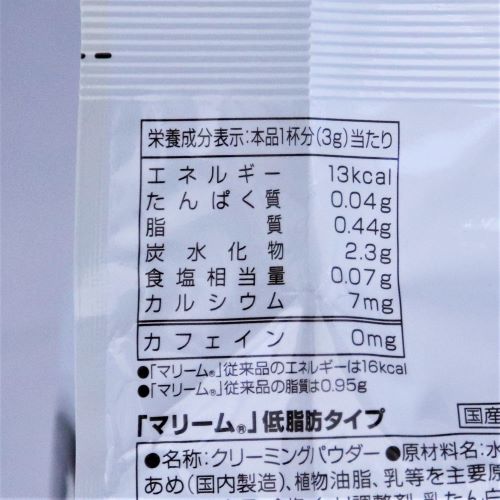 栄養成分表示:本品1杯分(3g)当たり
エネルギー 13kcal
たんぱく質 0.04g
脂質 0.44g
炭水化物 2.3g
食塩相当量 0.07g
カルシウム 7mg
カフェイン 0mg
●「マリーム®」従来品のエネルギーは16kcal
●「マリーム®」従来品の脂質は0.95g
「マリーム®」低脂肪タイプ
国産
●名称:クリーミングパウダー ●原材料名:水
あめ(国内製造)、植物油脂、乳等を主要原